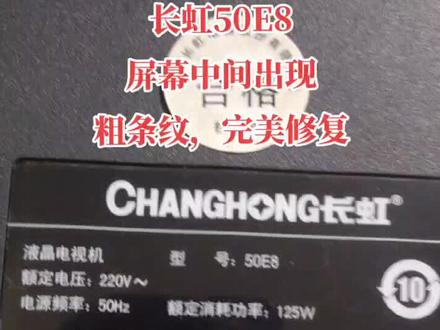 长虹50E8
屏幕中间出现
粗条纹，完美修复
合格
CHANGHONG长虹®
液晶电视机 型 号：50E8
额定电压：220V～
电源频率：50Hz 额定消耗功率：125W
10